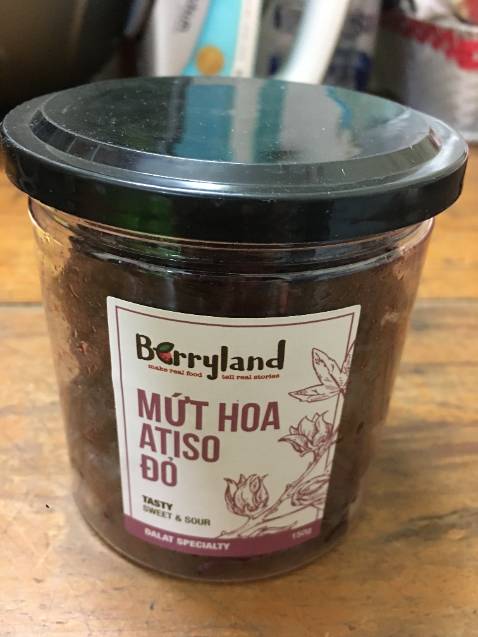 Berryland
make real food tell real stories
MỨT HOA
ATISO
ĐỎ
TASTY
SWEET & SOUR
DALAT SPECIALTY 150g